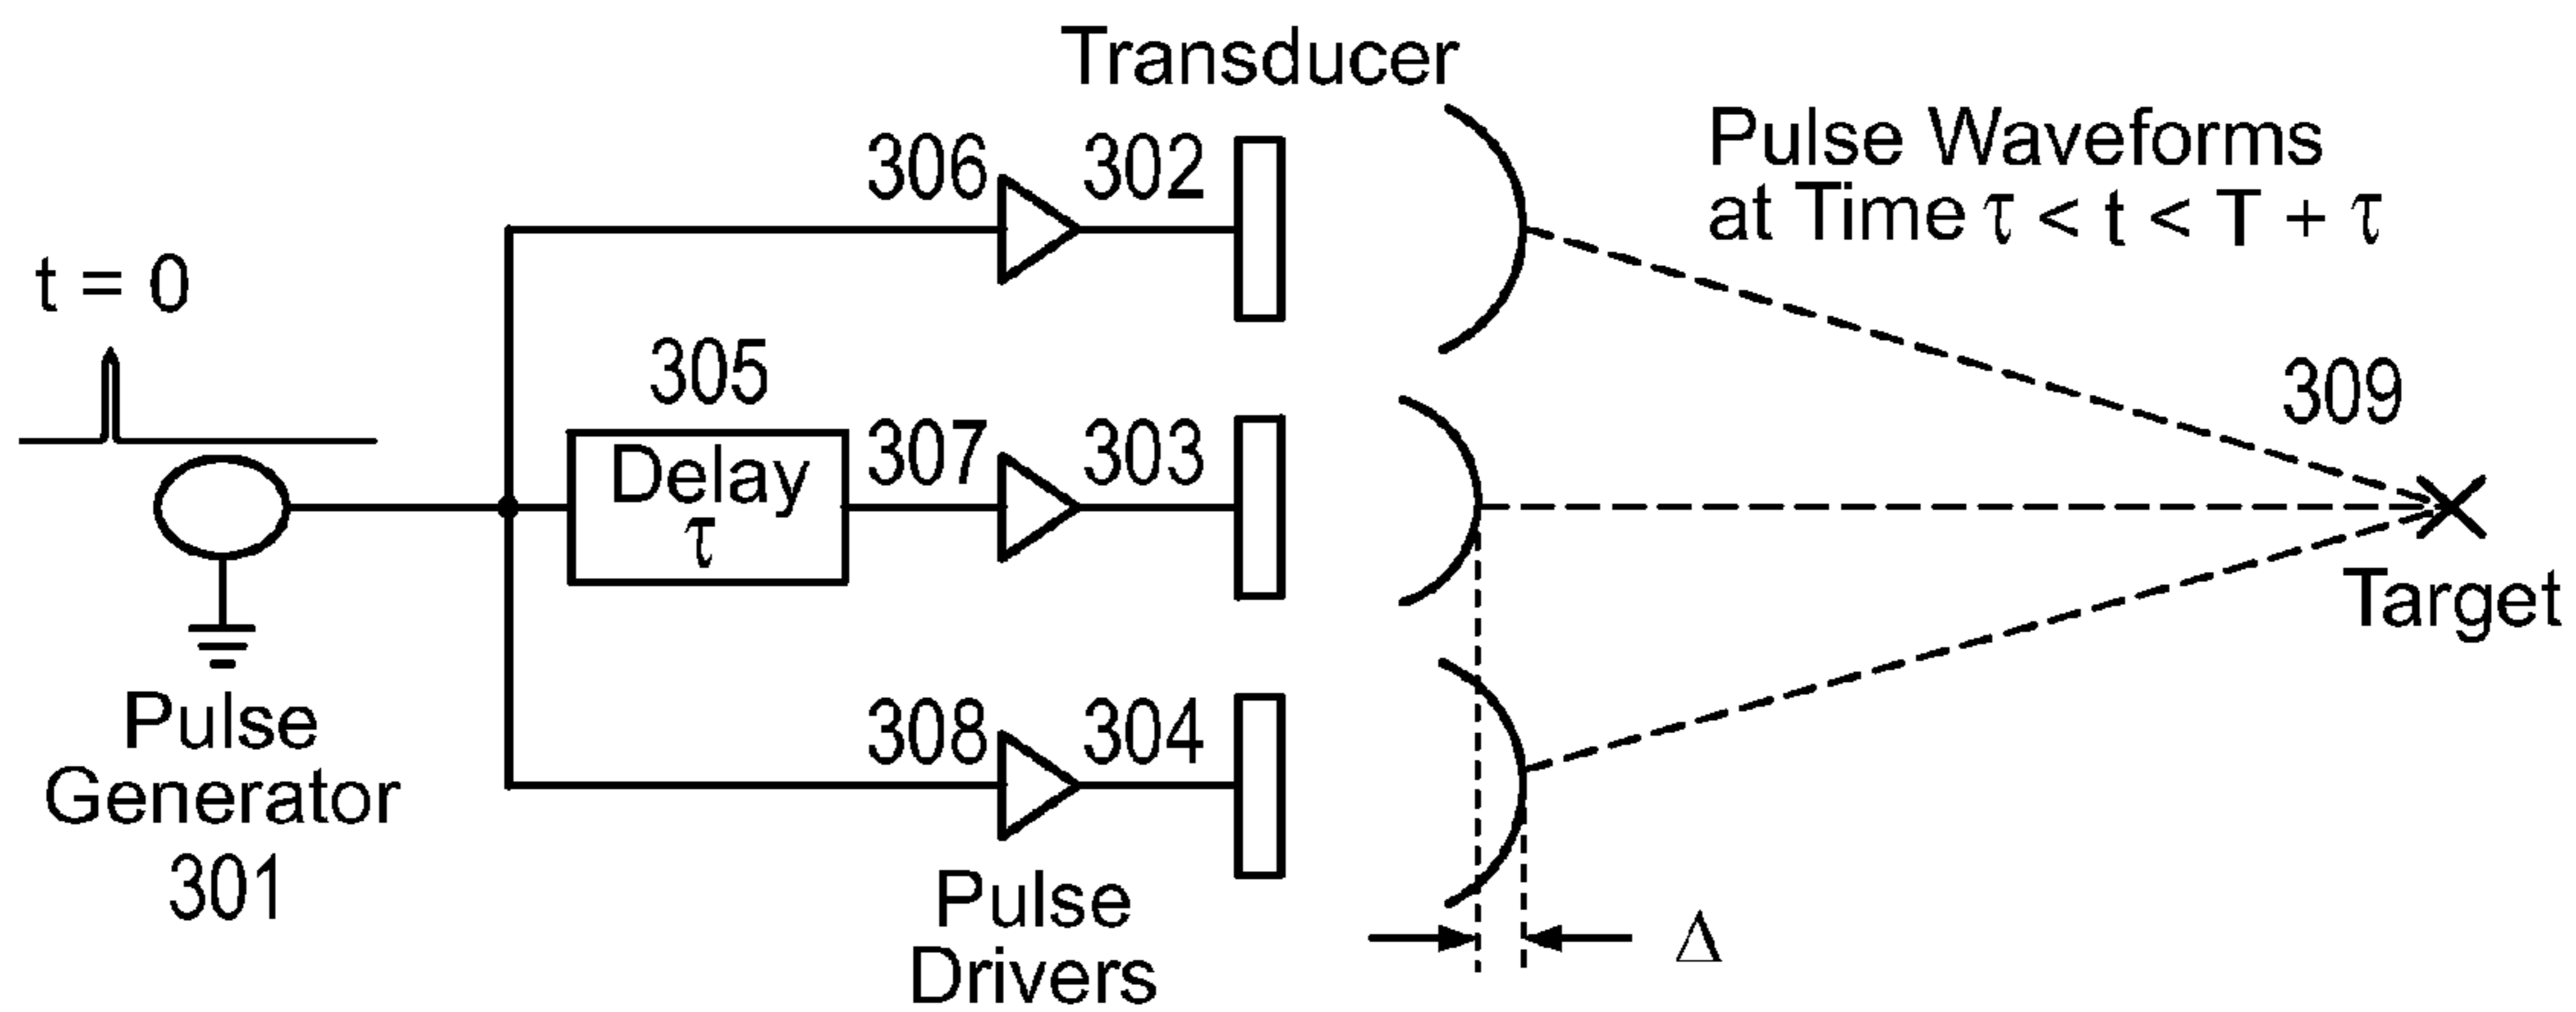 Transducer
306
302
Pulse Waveforms
at Time τ < t < T + τ
t = 0
305
Delay
τ
307
303
309
Target
Pulse
Generator
301
308
304
Pulse
Drivers
Δ